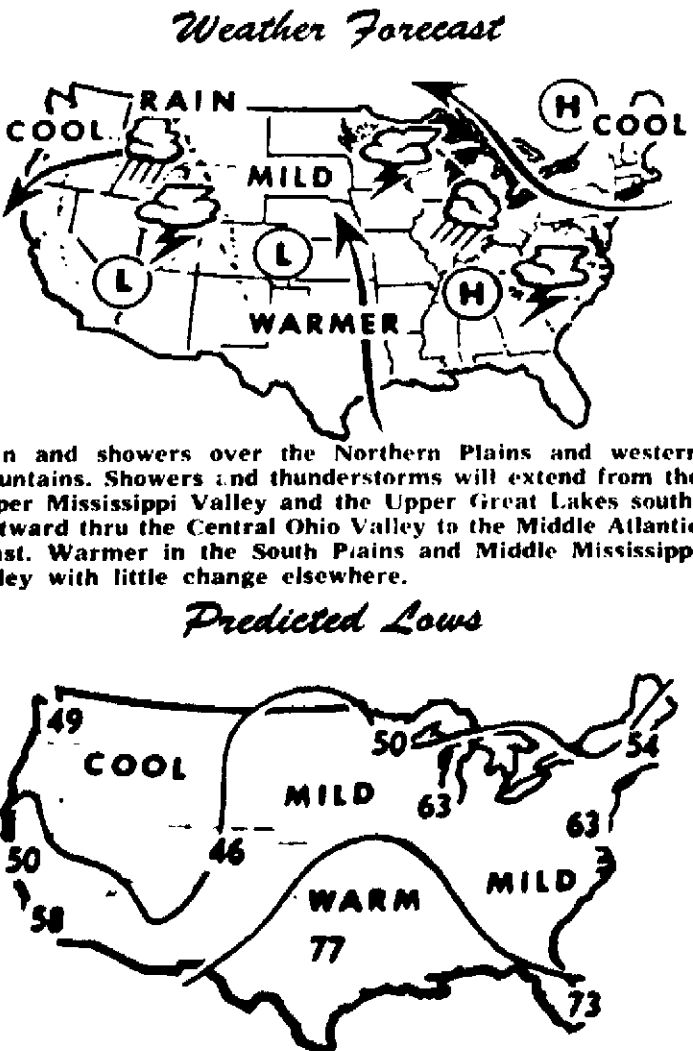 Weather Forecast
RAIN
H
COOL
COOL
MILD
L
L
H
WARMER
n and showers over the Northern Plains and western
untains. Showers and thunderstorms will extend from the
per Mississippi Valley and the Upper Great Lakes south-
tward thru the Central Ohio Valley to the Middle Atlantic
ast. Warmer in the South Plains and Middle Mississipp
ley with little change elsewhere.
Predicted Lows
49
50
54
COOL
MILD
63
63
50
46
MILD
WARM
58
77
73